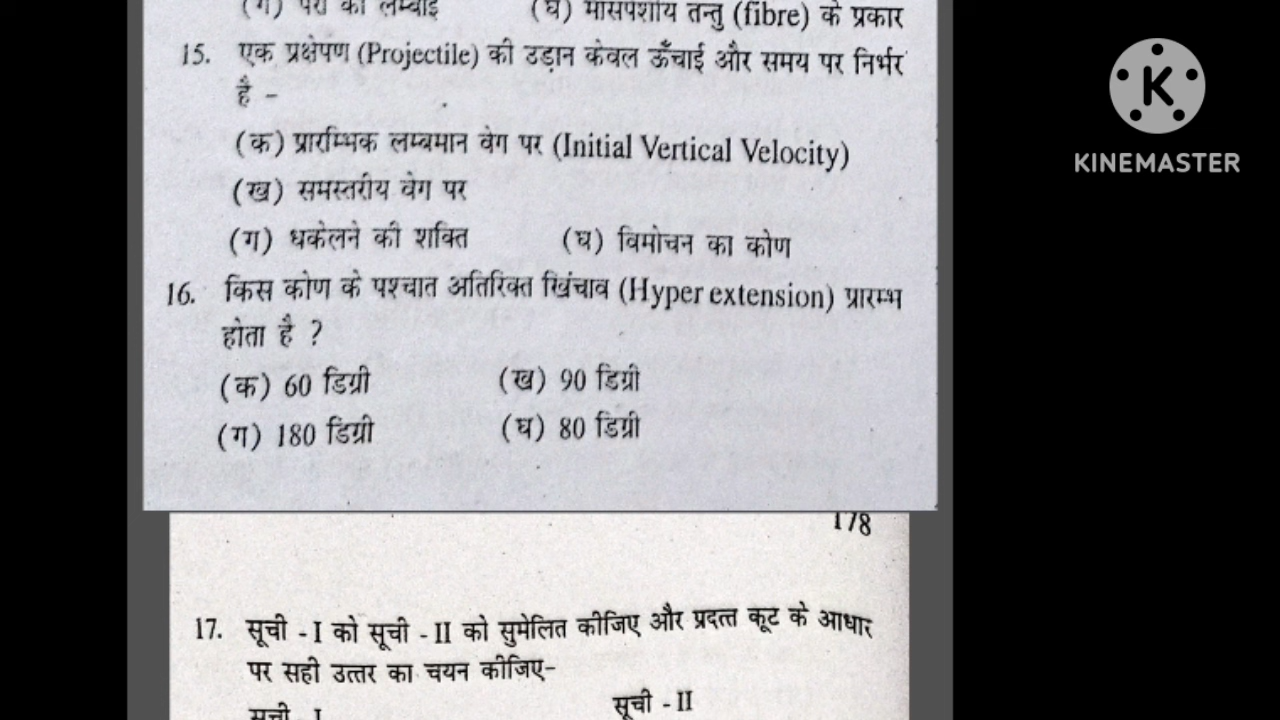 (ग) पैरों की लम्बाई (घ) मांसपेशीय तन्तु (fibre) के प्रकार
15. एक प्रक्षेपण (Projectile) की उड़ान केवल ऊँचाई और समय पर निर्भर
है -
(क) प्रारम्भिक लम्बमान वेग पर (Initial Vertical Velocity)
(ख) समस्तरीय वेग पर
(ग) धकेलने की शक्ति (घ) विमोचन का कोण
16. किस कोण के पश्चात अतिरिक्त खिंचाव (Hyper extension) प्रारम्भ
होता है ?
(क) 60 डिग्री (ख) 90 डिग्री
(ग) 180 डिग्री (घ) 80 डिग्री
178
17. सूची - I को सूची - II को सुमेलित कीजिए और प्रदत्त कूट के आधार
पर सही उत्तर का चयन कीजिए-
सूची - I सूची - II
K
KINEMASTER